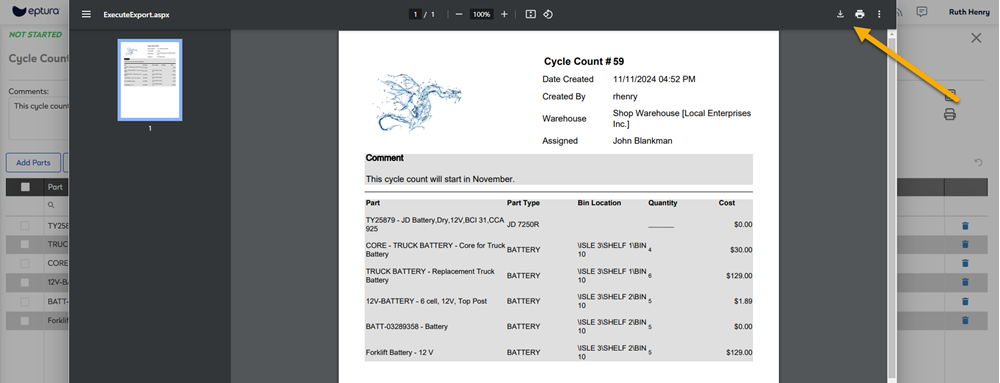 eptura
ExecuteExport.aspx
1 / 1
100%
Ruth Henry
NOT STARTED
Cycle Count
Comments:
This cycle count
Add Parts
Part
TY258
TRUC
CORE
12V-B
BATT-
Forklif
1
Cycle Count # 59
Date Created 11/11/2024 04:52 PM
Created By rhenry
Warehouse Shop Warehouse [Local Enterprises
Inc.]
Assigned John Blankman
Comment
This cycle count will start in November.
Part Part Type Bin Location Quantity Cost
TY25879 - JD Battery,Dry,12V,BCI 31,CCA
925 JD 7250R ______ $0.00
CORE - TRUCK BATTERY - Core for Truck
Battery BATTERY \ISLE 3\SHELF 1\BIN
10 4 $30.00
TRUCK BATTERY - Replacement Truck
Battery BATTERY \ISLE 3\SHELF 1\BIN
10 6 $129.00
12V-BATTERY - 6 cell, 12V, Top Post BATTERY \ISLE 3\SHELF 2\BIN
10 5 $1.89
BATT-03289358 - Battery BATTERY \ISLE 3\SHELF 2\BIN
10 5 $0.00
Forklift Battery - 12 V BATTERY \ISLE 3\SHELF 2\BIN
10 5 $129.00